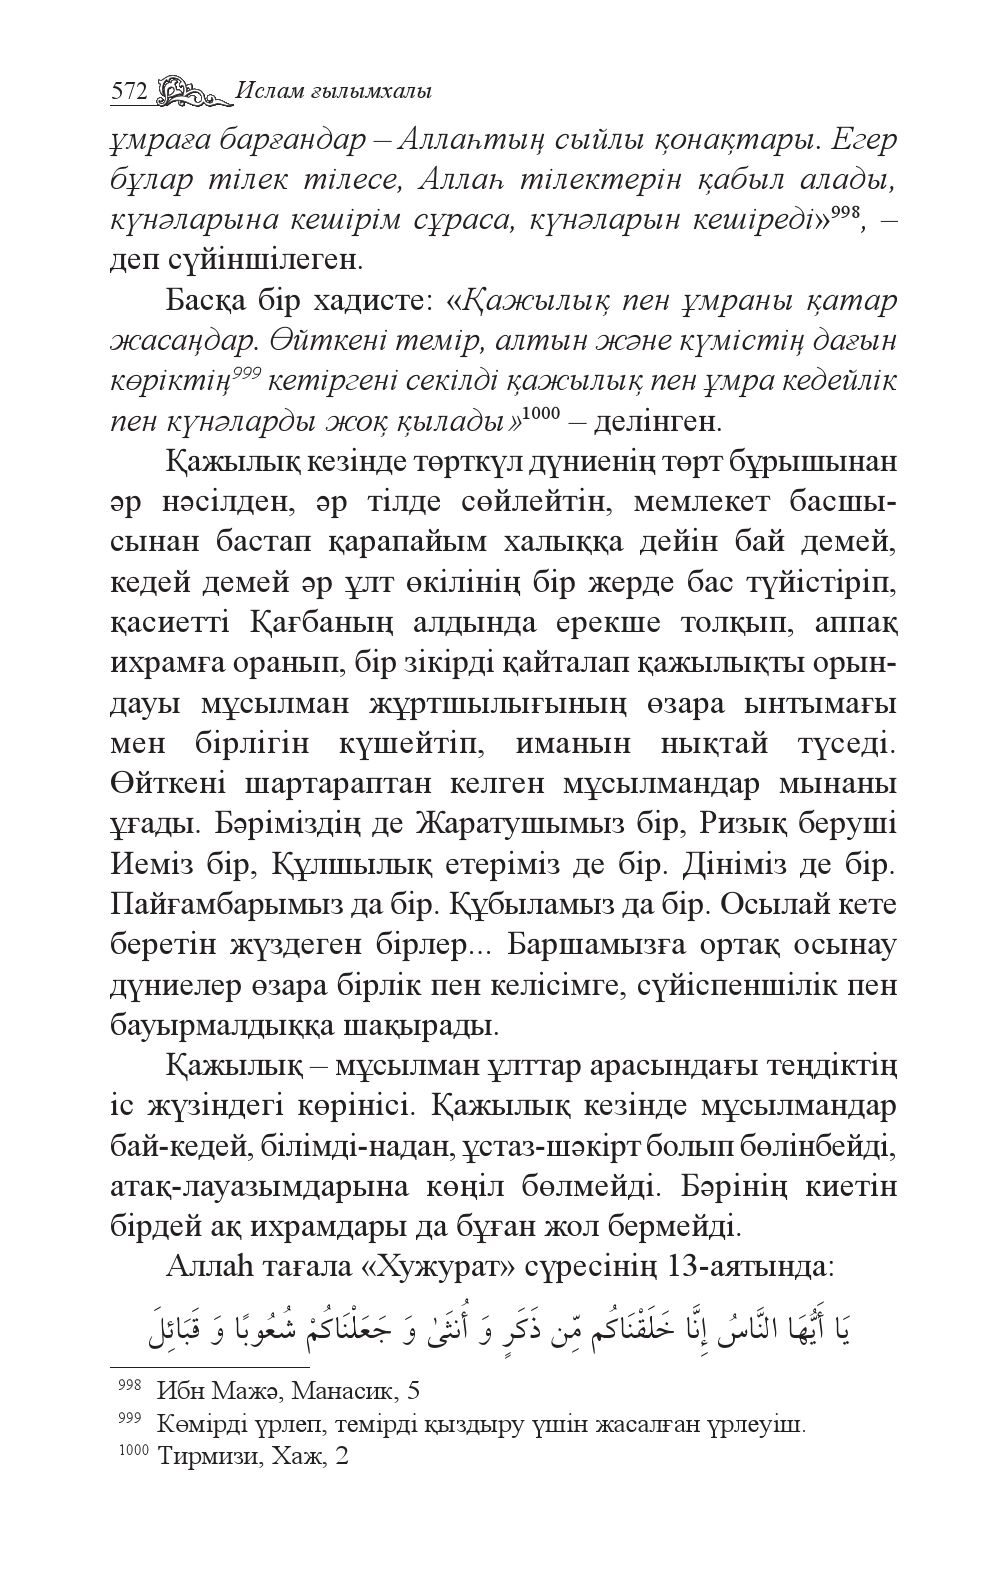 572 Ислам ғылымхалы
ұмраға барғандар – Аллаһтың сыйлы қонақтары. Егер
бұлар тілек тілесе, Аллаһ тілектерін қабыл алады,
күнәларына кешірім сұраса, күнәларын кешіреді»998, –
деп сүйіншілеген.
Басқа бір хадисте: «Қажылық пен ұмраны қатар
жасаңдар. Өйткені темір, алтын және күмістің дағын
көріктің999 кетіргені секілді қажылық пен ұмра кедейлік
пен күнәларды жоқ қылады»1000 – делінген.
Қажылық кезінде төрткүл дүниенің төрт бұрышынан
әр нәсілден, әр тілде сөйлейтін, мемлекет басшы-
сынан бастап қарапайым халыққа дейін бай демей,
кедей демей әр ұлт өкілінің бір жерде бас түйістіріп,
қасиетті Қағбаның алдында ерекше толқып, аппақ
ихрамға оранып, бір зікірді қайталап қажылықты орын-
дауы мұсылман жұртшылығының өзара ынтымағы
мен бірлігін күшейтіп, иманын нықтай түседі.
Өйткені шартараптан келген мұсылмандар мынаны
ұғады. Бәріміздің де Жаратушымыз бір, Ризық беруші
Иеміз бір, Құлшылық етеріміз де бір. Дініміз де бір.
Пайғамбарымыз да бір. Құбыламыз да бір. Осылай кете
беретін жүздеген бірлер... Баршамызға ортақ осынау
дүниелер өзара бірлік пен келісімге, сүйіспеншілік пен
бауырмалдыққа шақырады.
Қажылық – мұсылман ұлттар арасындағы теңдіктің
іс жүзіндегі көрінісі. Қажылық кезінде мұсылмандар
бай-кедей, білімді-надан, ұстаз-шәкірт болып бөлінбейді,
атақ-лауазымдарына көңіл бөлмейді. Бәрінің киетін
бірдей ақ ихрамдары да бұған жол бермейді.
Аллаһ тағала «Хужурат» сүресінің 13-аятында:
يَا أَيُّهَا النَّاسُ إِنَّا خَلَقْنَاكُم مِّن ذَكَرٍ وَ أُنثَىٰ وَ جَعَلْنَاكُمْ شُعُوبًا وَ قَبَائِلَ
998 Ибн Мажә, Манасик, 5
999 Көмірді үрлеп, темірді қыздыру үшін жасалған үрлеуіш.
1000 Тирмизи, Хаж, 2